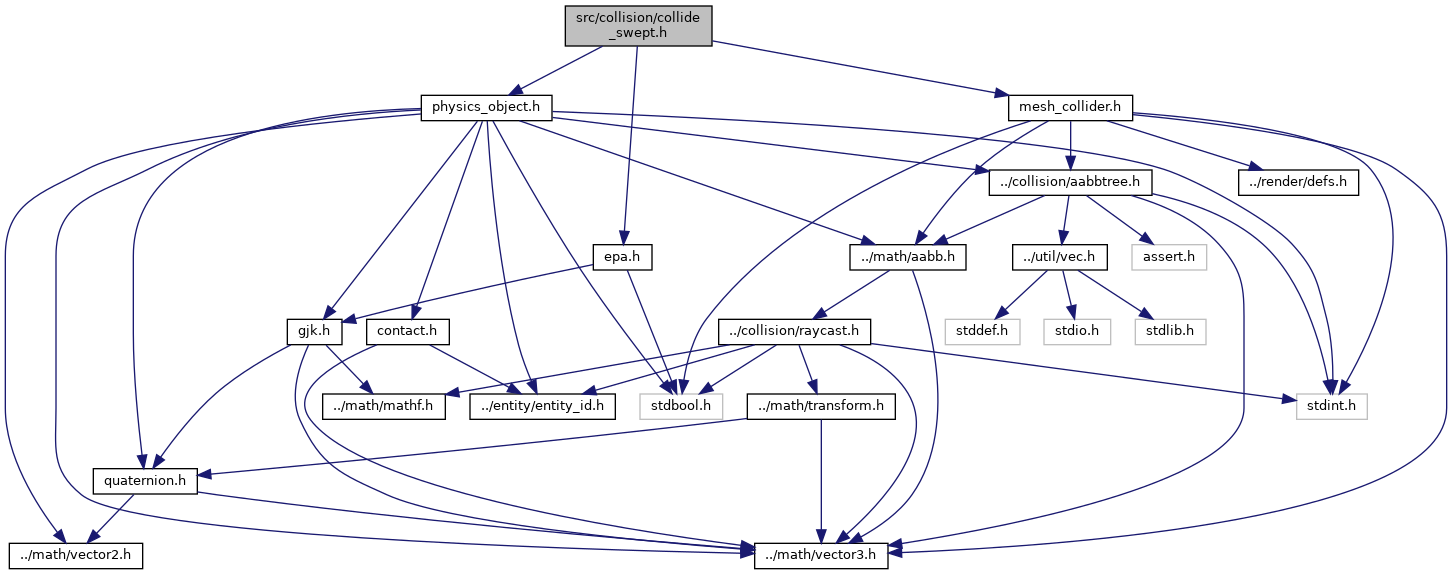 src/collision/collide
_swept.h
physics_object.h
mesh_collider.h
../collision/aabbtree.h
../render/defs.h
epa.h
../math/aabb.h
../util/vec.h
assert.h
gjk.h
contact.h
../collision/raycast.h
stddef.h
stdio.h
stdlib.h
../math/mathf.h
../entity/entity_id.h
stdbool.h
../math/transform.h
stdint.h
quaternion.h
../math/vector2.h
../math/vector3.h